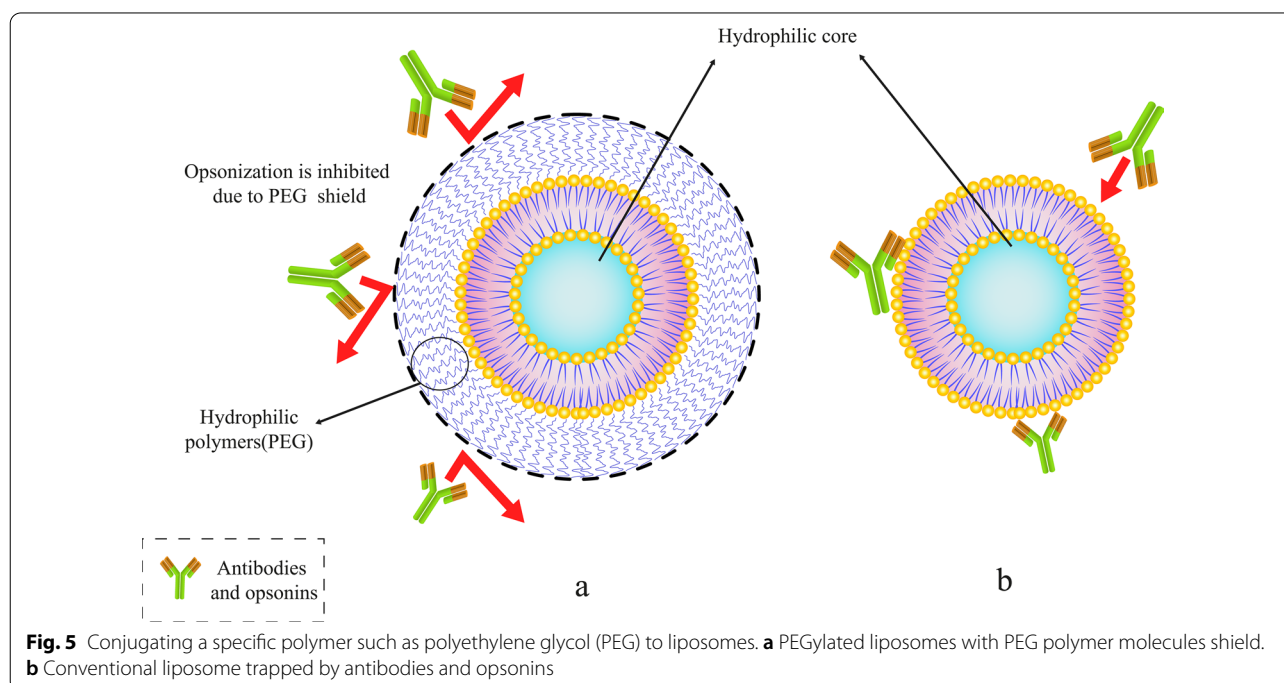 Hydrophilic core
Opsonization is inhibited
due to PEG shield
Hydrophilic
polymers(PEG)
Antibodies
and opsonins
a
b
Fig. 5 Conjugating a specific polymer such as polyethylene glycol (PEG) to liposomes. a PEGylated liposomes with PEG polymer molecules shield.
b Conventional liposome trapped by antibodies and opsonins